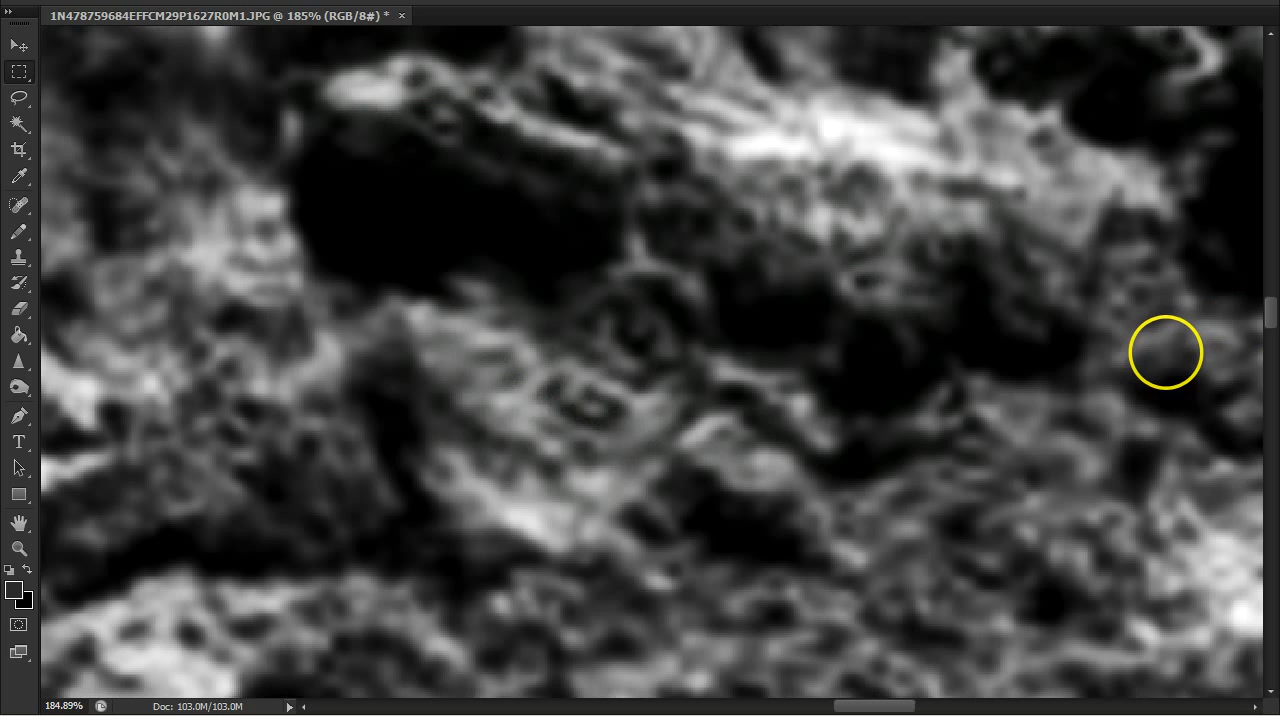 1N478759684EFFCM29P1627R0M1.JPG @ 185% (RGB/8#) * ×
T
184.89% Doc: 103.0M/103.0M